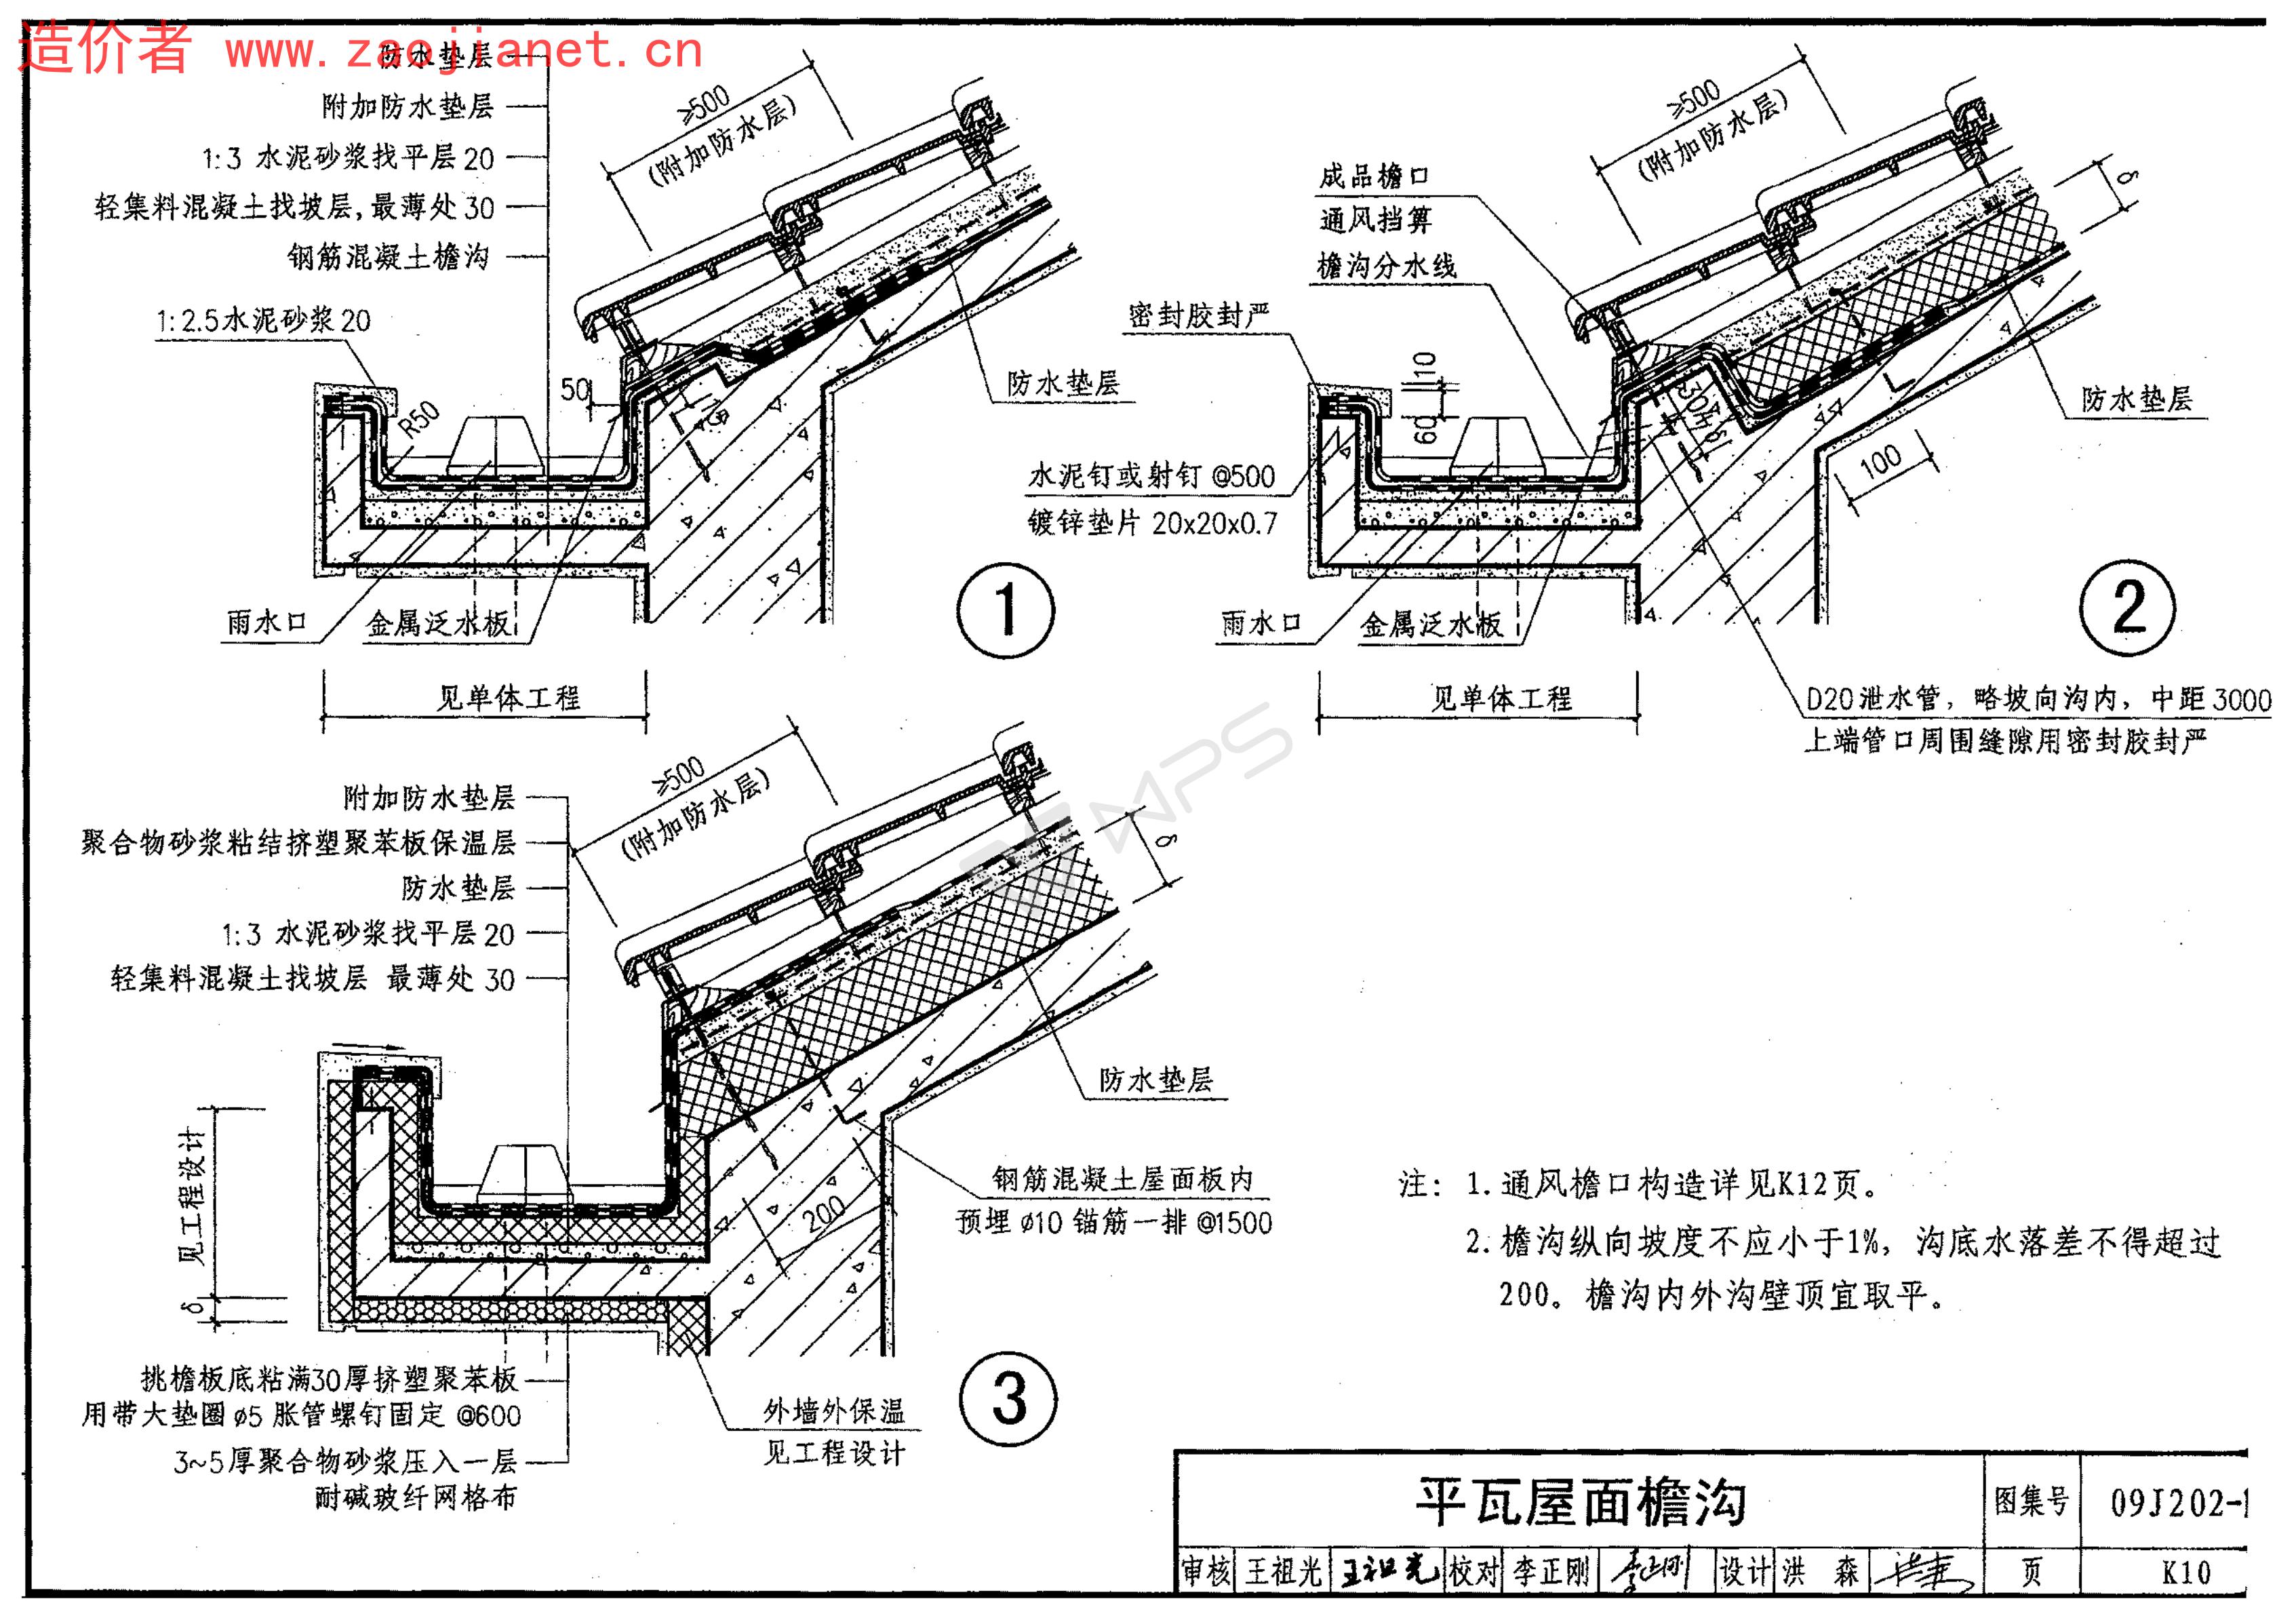 造价者 www.zaojianet.cn
防水垫层
附加防水垫层
1:3 水泥砂浆找平层20
轻集料混凝土找坡层,最薄处30
钢筋混凝土檐沟
1:2.5水泥砂浆20
≥500
(附加防水层)
50
R50
防水垫层
雨水口
金属泛水板
见单体工程
1
≥500
(附加防水层)
成品檐口
通风挡箅
檐沟分水线
密封胶封严
10
60
水泥钉或射钉 @500
镀锌垫片 20x20x0.7
δ
防水垫层
100
雨水口
金属泛水板
见单体工程
2
D20泄水管，略坡向沟内，中距3000
上端管口周围缝隙用密封胶封严
附加防水垫层
聚合物砂浆粘结挤塑聚苯板保温层
防水垫层
1:3 水泥砂浆找平层20
轻集料混凝土找坡层 最薄处 30
≥500
(附加防水层)
δ
防水垫层
见工程设计
δ
200
钢筋混凝土屋面板内
预埋 ø10 锚筋一排 @1500
挑檐板底粘满30厚挤塑聚苯板
用带大垫圈ø5 胀管螺钉固定 @600
3~5厚聚合物砂浆压入一层
耐碱玻纤网格布
外墙外保温
见工程设计
3
WPS
注：1.通风檐口构造详见K12页。
2.檐沟纵向坡度不应小于1%，沟底水落差不得超过
200。檐沟内外沟壁顶宜取平。
平瓦屋面檐沟
图集号 09J202-1
审核 王祖光 王祖光 校对 李正刚 李正刚 设计 洪 森 洪森 页 K10